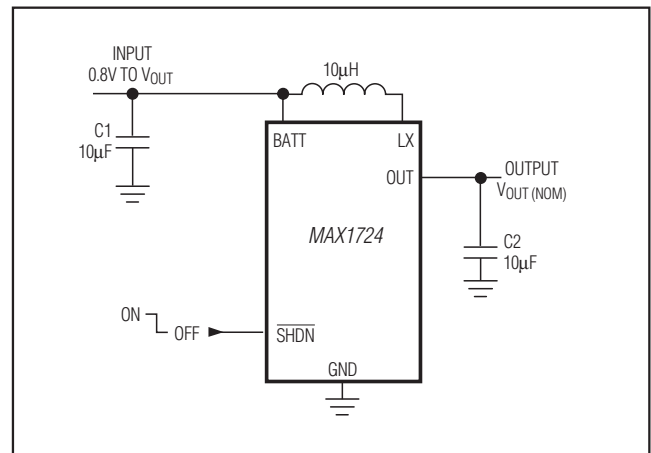 INPUT
0.8V TO VOUT
10µH
C1
10µF
BATT
LX
OUT
OUTPUT
VOUT (NOM)
MAX1724
C2
10µF
ON
OFF
SHDN
GND